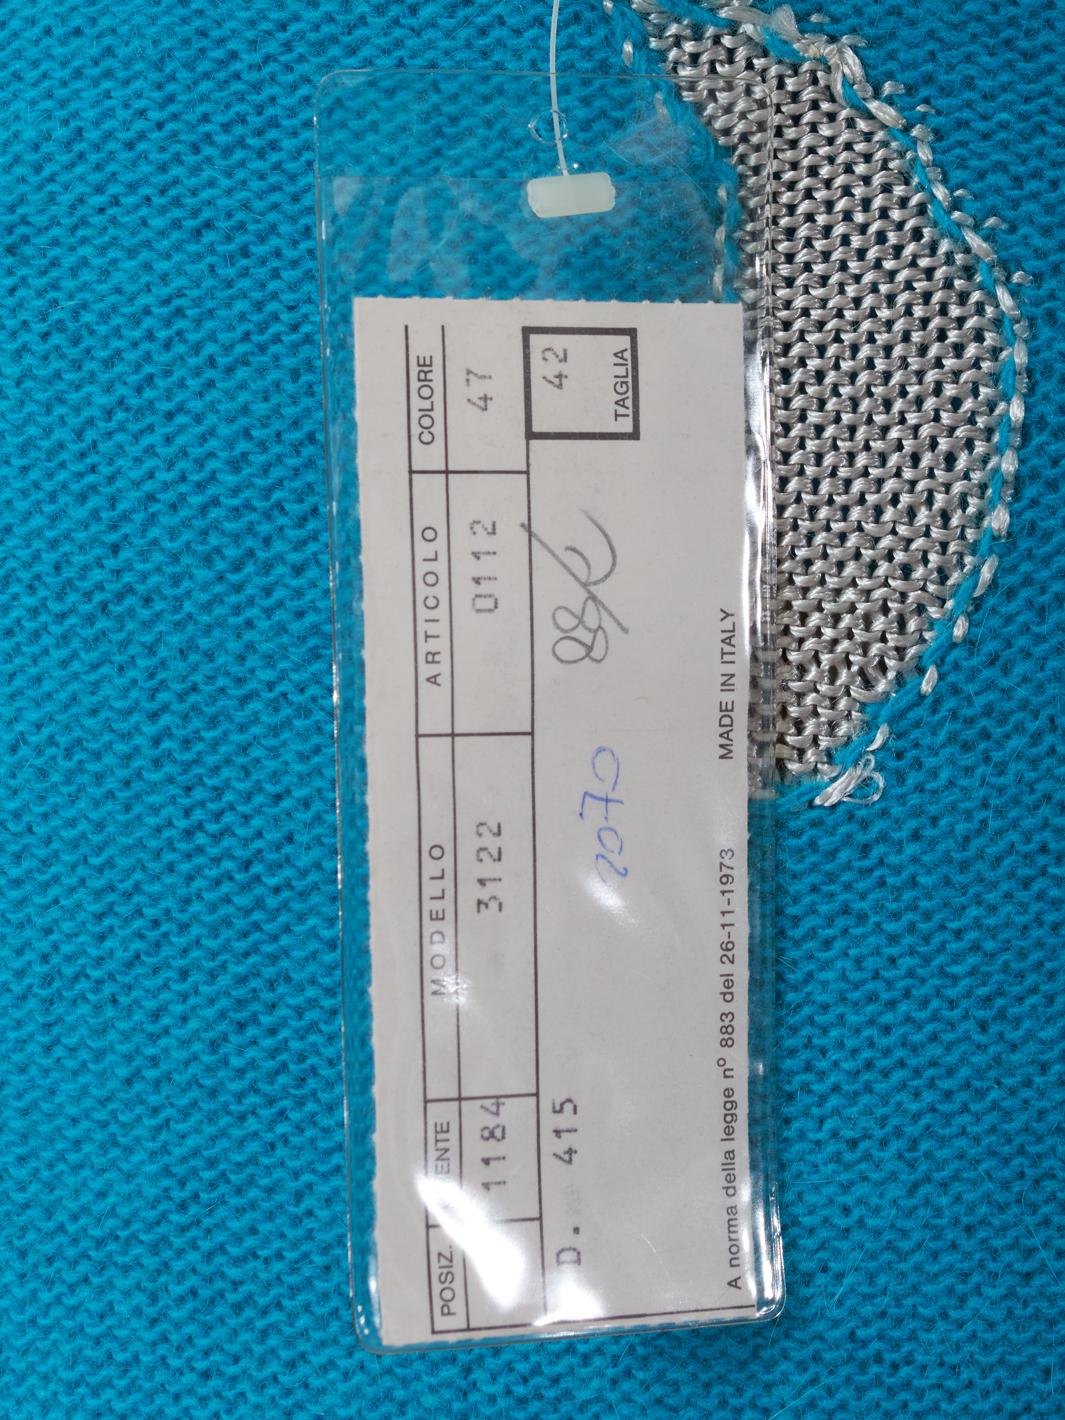 POSIZ. ENTE MODELLO ARTICOLO COLORE
1184 3122 0112 47
D. 415
42
TAGLIA
2070
A norma della legge nº 883 del 26-11-1973 MADE IN ITALY